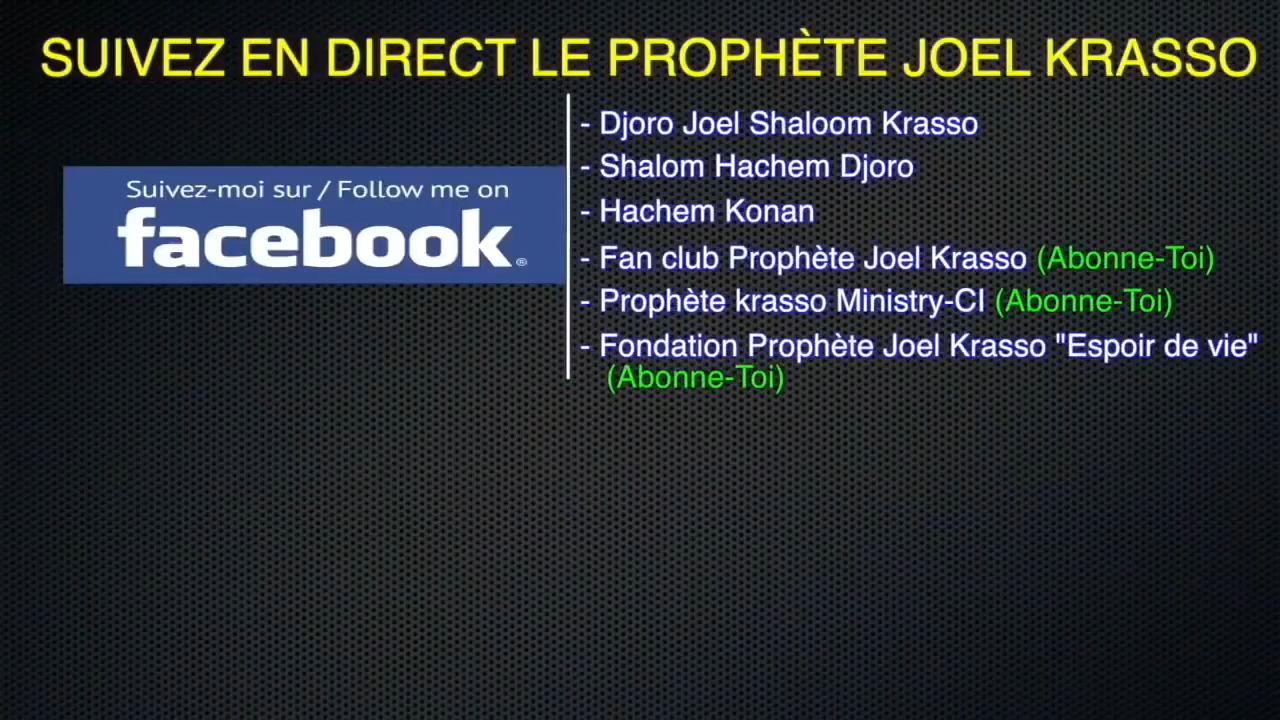 SUIVEZ EN DIRECT LE PROPHÈTE JOEL KRASSO
Suivez-moi sur / Follow me on
facebook®
- Djoro Joel Shaloom Krasso
- Shalom Hachem Djoro
- Hachem Konan
- Fan club Prophète Joel Krasso (Abonne-Toi)
- Prophète krasso Ministry-CI (Abonne-Toi)
- Fondation Prophète Joel Krasso "Espoir de vie"
(Abonne-Toi)